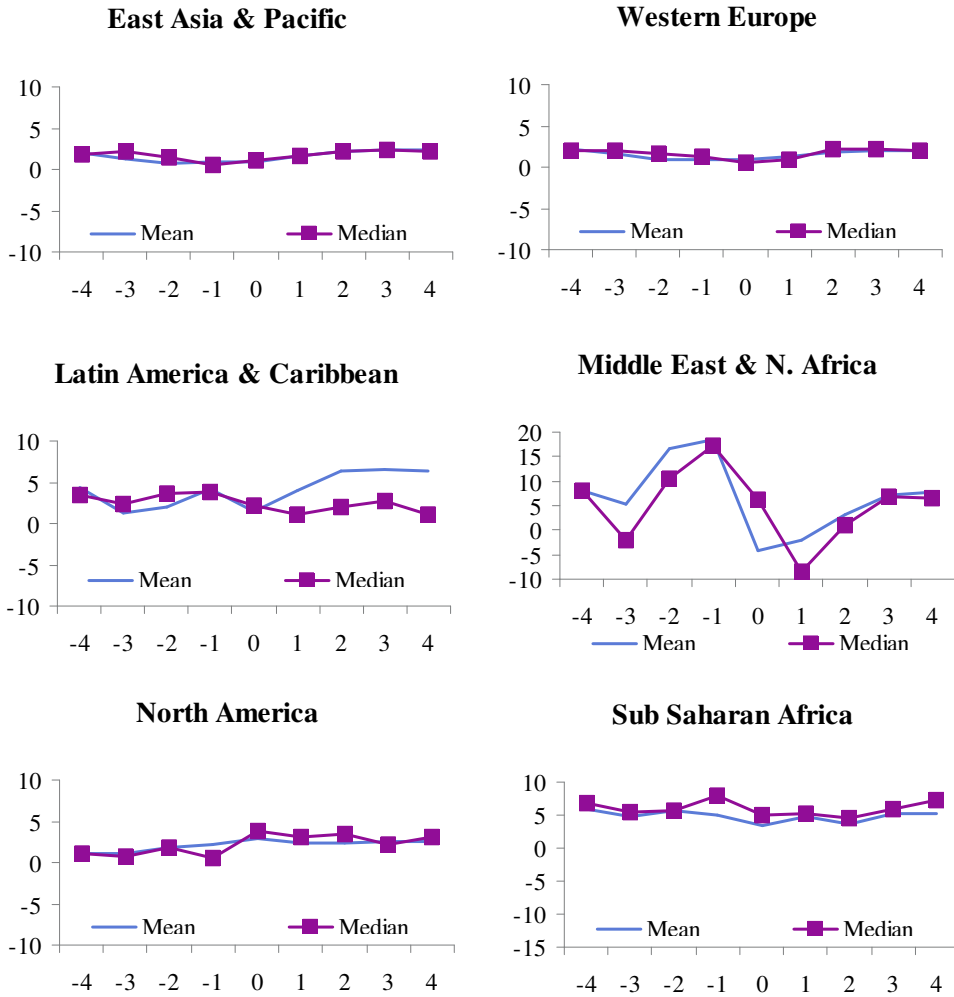 East Asia & Pacific
10
5
0
-5
-10
Mean Median
-4 -3 -2 -1 0 1 2 3 4
Western Europe
10
5
0
-5
-10
Mean Median
-4 -3 -2 -1 0 1 2 3 4
Latin America & Caribbean
10
5
0
-5
-10
Mean Median
-4 -3 -2 -1 0 1 2 3 4
Middle East & N. Africa
20
15
10
5
0
-5
-10
-4 -3 -2 -1 0 1 2 3 4
Mean Median
North America
10
5
0
-5
-10
Mean Median
-4 -3 -2 -1 0 1 2 3 4
Sub Saharan Africa
10
5
0
-5
-10
-15
Mean Median
-4 -3 -2 -1 0 1 2 3 4